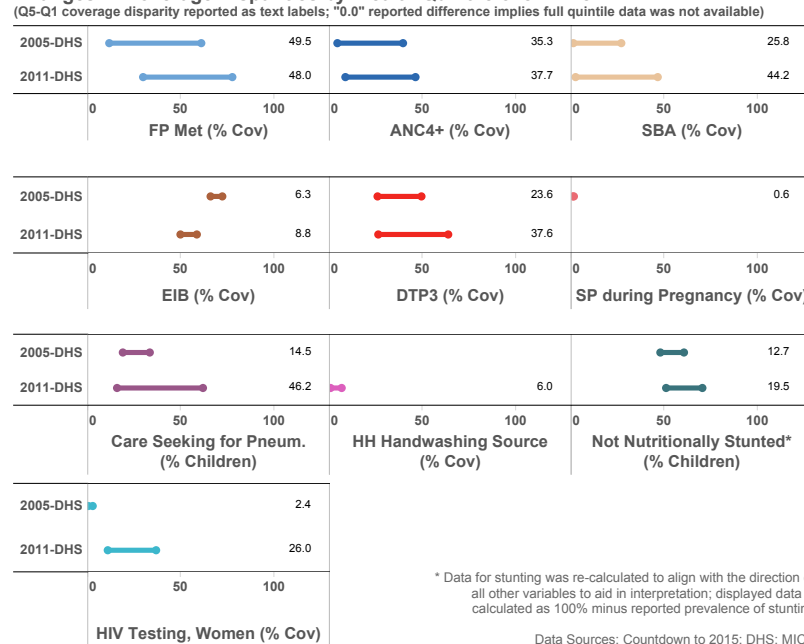 (Q5-Q1 coverage disparity reported as text labels; "0.0" reported difference implies full quintile data was not available)
2005-DHS 49.5 35.3 25.8
2011-DHS 48.0 37.7 44.2
0 50 100 0 50 100 0 50 100
FP Met (% Cov) ANC4+ (% Cov) SBA (% Cov)
2005-DHS 6.3 23.6 0.6
2011-DHS 8.8 37.6
0 50 100 0 50 100 0 50 100
EIB (% Cov) DTP3 (% Cov) SP during Pregnancy (% Cov)
2005-DHS 14.5 12.7
2011-DHS 46.2 6.0 19.5
0 50 100 0 50 100 0 50 100
Care Seeking for Pneum. HH Handwashing Source Not Nutritionally Stunted*
(% Children) (% Cov) (% Children)
2005-DHS 2.4
2011-DHS 26.0
0 50 100
HIV Testing, Women (% Cov)
* Data for stunting was re-calculated to align with the direction
all other variables to aid in interpretation; displayed data
calculated as 100% minus reported prevalence of
Data Sources: Countdown to 2015; DHS;